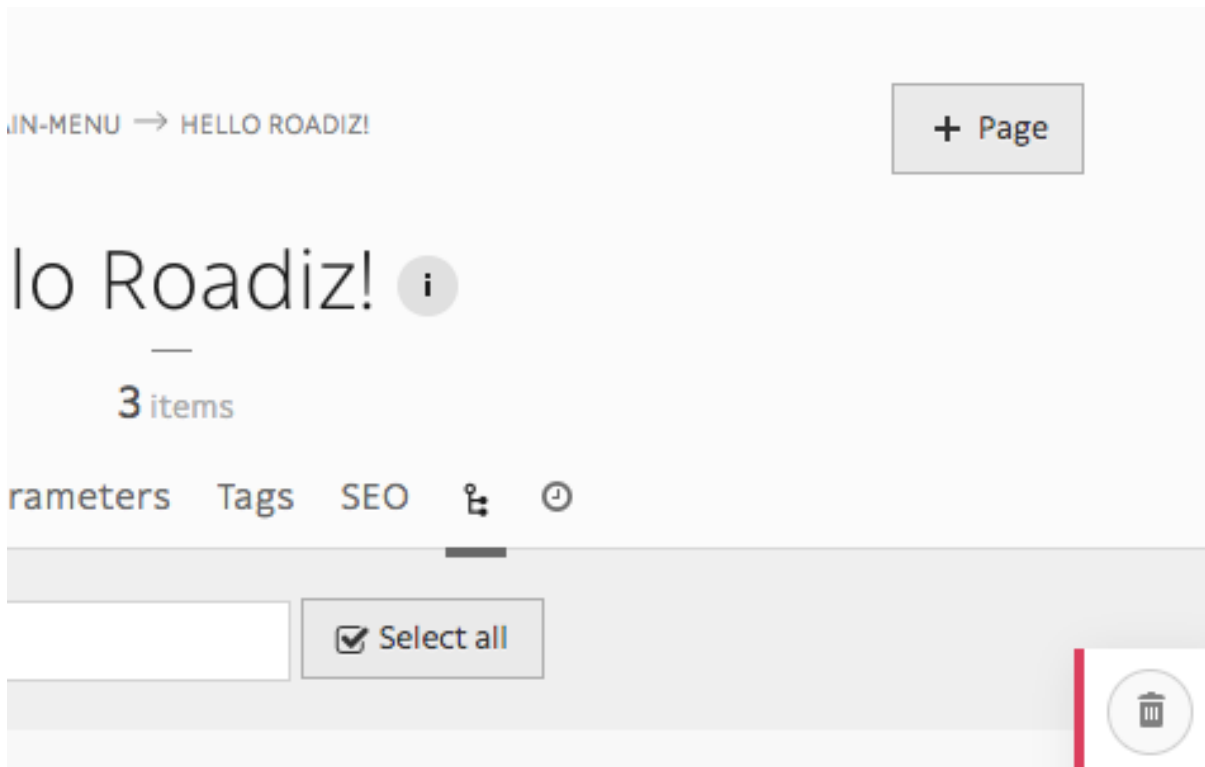 AIN-MENU → HELLO ROADIZ!
+ Page
lo Roadiz! i
3 items
rameters Tags SEO
Select all